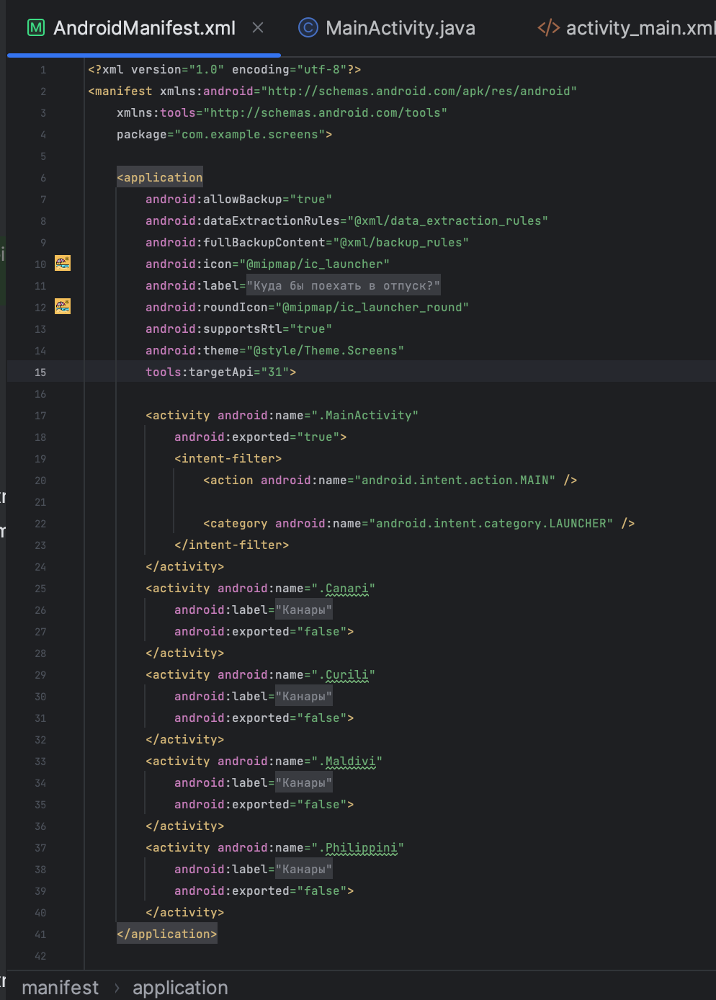 AndroidManifest.xml
MainActivity.java
activity_main.xml
1 <?xml version="1.0" encoding="utf-8"?>
2 <manifest xmlns:android="http://schemas.android.com/apk/res/android"
3 xmlns:tools="http://schemas.android.com/tools"
4 package="com.example.screens">
5
6 <application
7 android:allowBackup="true"
8 android:dataExtractionRules="@xml/data_extraction_rules"
9 android:fullBackupContent="@xml/backup_rules"
10 android:icon="@mipmap/ic_launcher"
11 android:label="Куда бы поехать в отпуск?"
12 android:roundIcon="@mipmap/ic_launcher_round"
13 android:supportsRtl="true"
14 android:theme="@style/Theme.Screens"
15 tools:targetApi="31">
16
17 <activity android:name=".MainActivity"
18 android:exported="true">
19 <intent-filter>
20 <action android:name="android.intent.action.MAIN" />
21
22 <category android:name="android.intent.category.LAUNCHER" />
23 </intent-filter>
24 </activity>
25 <activity android:name=".Canari"
26 android:label="Канары"
27 android:exported="false">
28 </activity>
29 <activity android:name=".Curili"
30 android:label="Канары"
31 android:exported="false">
32 </activity>
33 <activity android:name=".Maldivi"
34 android:label="Канары"
35 android:exported="false">
36 </activity>
37 <activity android:name=".Philippini"
38 android:label="Канары"
39 android:exported="false">
40 </activity>
41 </application>
42
manifest › application